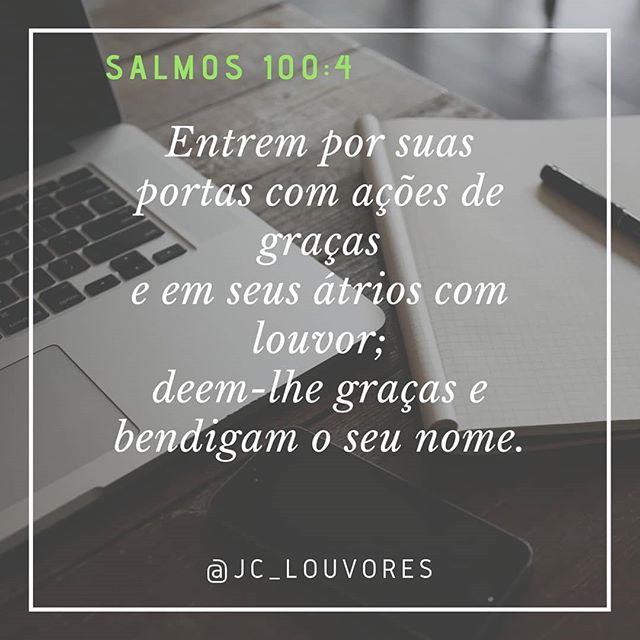 SALMOS 100:4
Entrem por suas
portas com ações de
graças
e em seus átrios com
louvor;
deem-lhe graças e
bendigam o seu nome.
@JC_LOUVORES